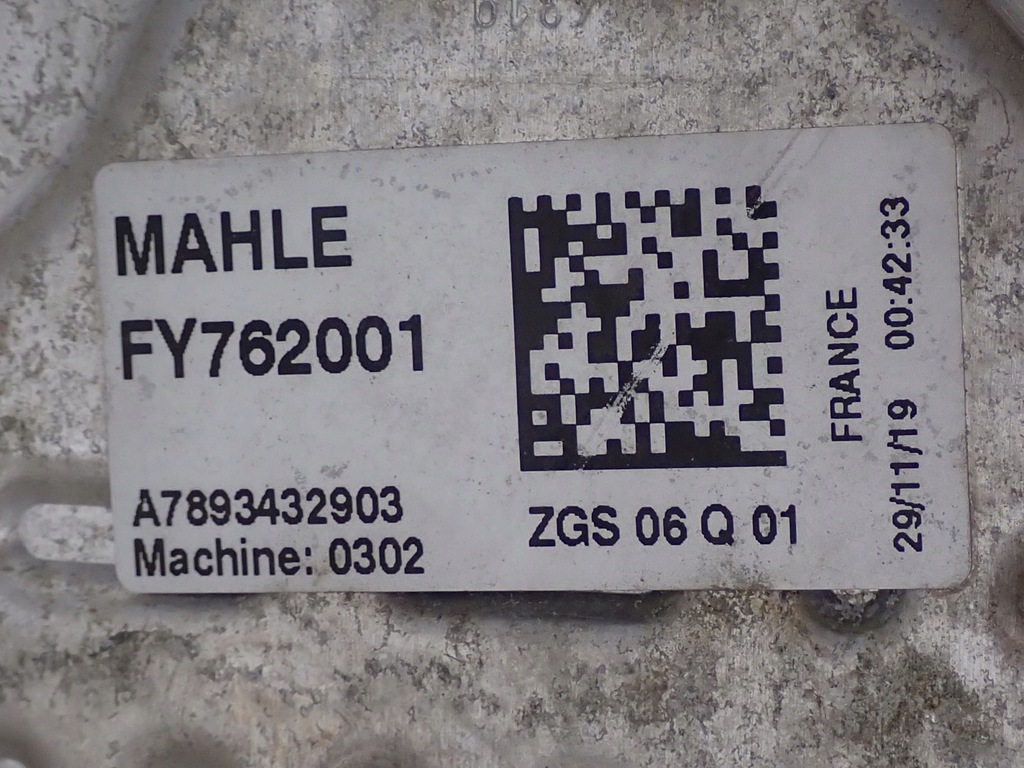 MAHLE
FY762001
A7893432903
Machine: 0302
ZGS 06 Q 01
FRANCE
29/11/19 00:42:33